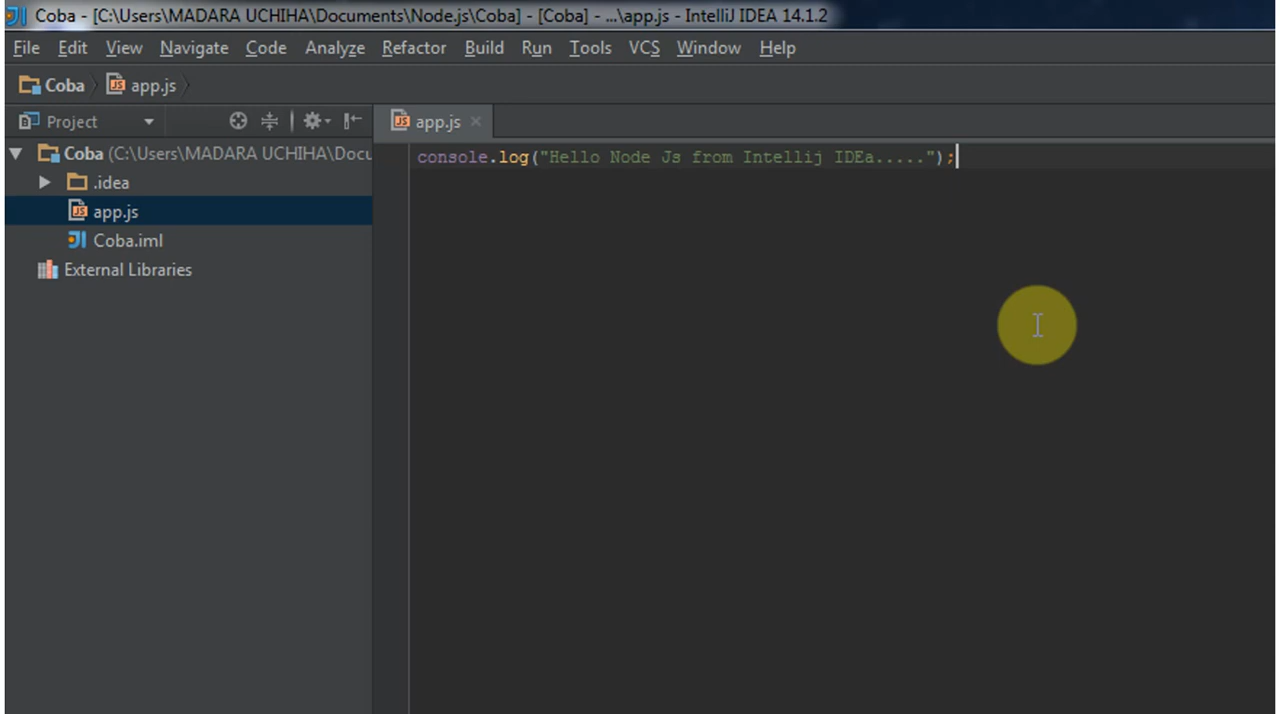 Coba - [C:\Users\MADARA UCHIHA\Documents\Node.js\Coba] - [Coba] - ...\app.js - IntelliJ IDEA 14.1.2
File Edit View Navigate Code Analyze Refactor Build Run Tools VCS Window Help
Coba app.js
Project app.js
Coba (C:\Users\MADARA UCHIHA\Docu
console.log("Hello Node Js from Intellij IDEa.....");
.idea
app.js
Coba.iml
External Libraries